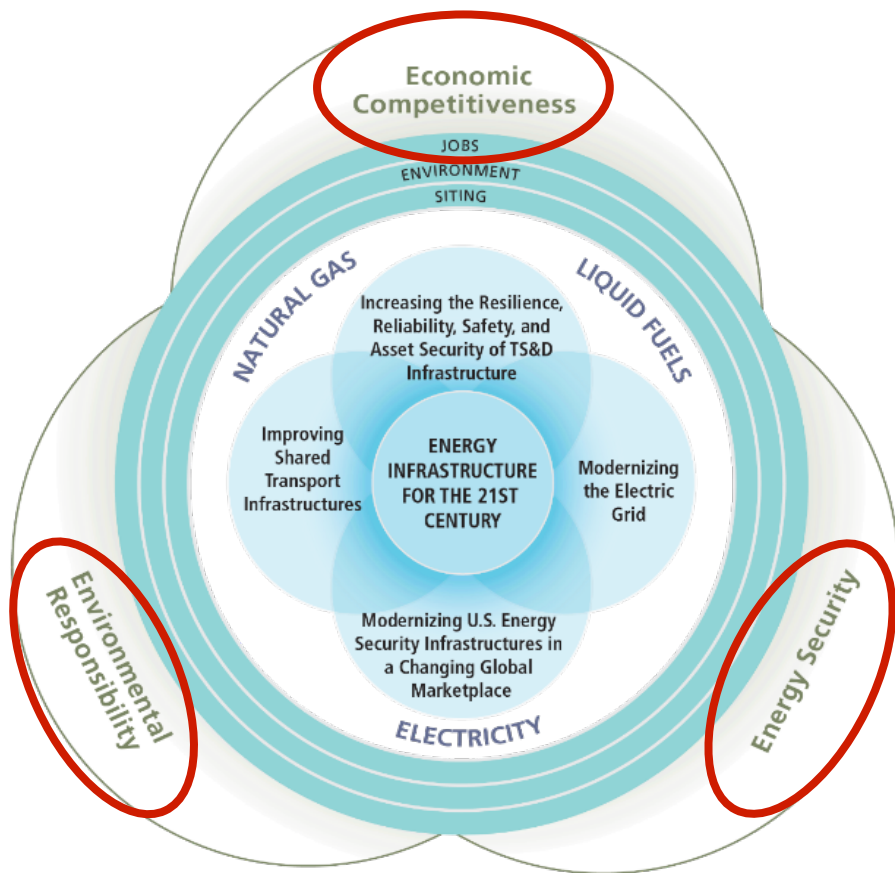 Economic
Competitiveness
JOBS
ENVIRONMENT
SITING
NATURAL GAS
LIQUID FUELS
Increasing the Resilience,
Reliability, Safety, and
Asset Security of TS&D
Infrastructure
Improving
Shared
Transport
Infrastructures
ENERGY
INFRASTRUCTURE
FOR THE 21ST
CENTURY
Modernizing
the Electric
Grid
Modernizing U.S. Energy
Security Infrastructures in
a Changing Global
Marketplace
ELECTRICITY
Environmental
Responsibility
Energy Security